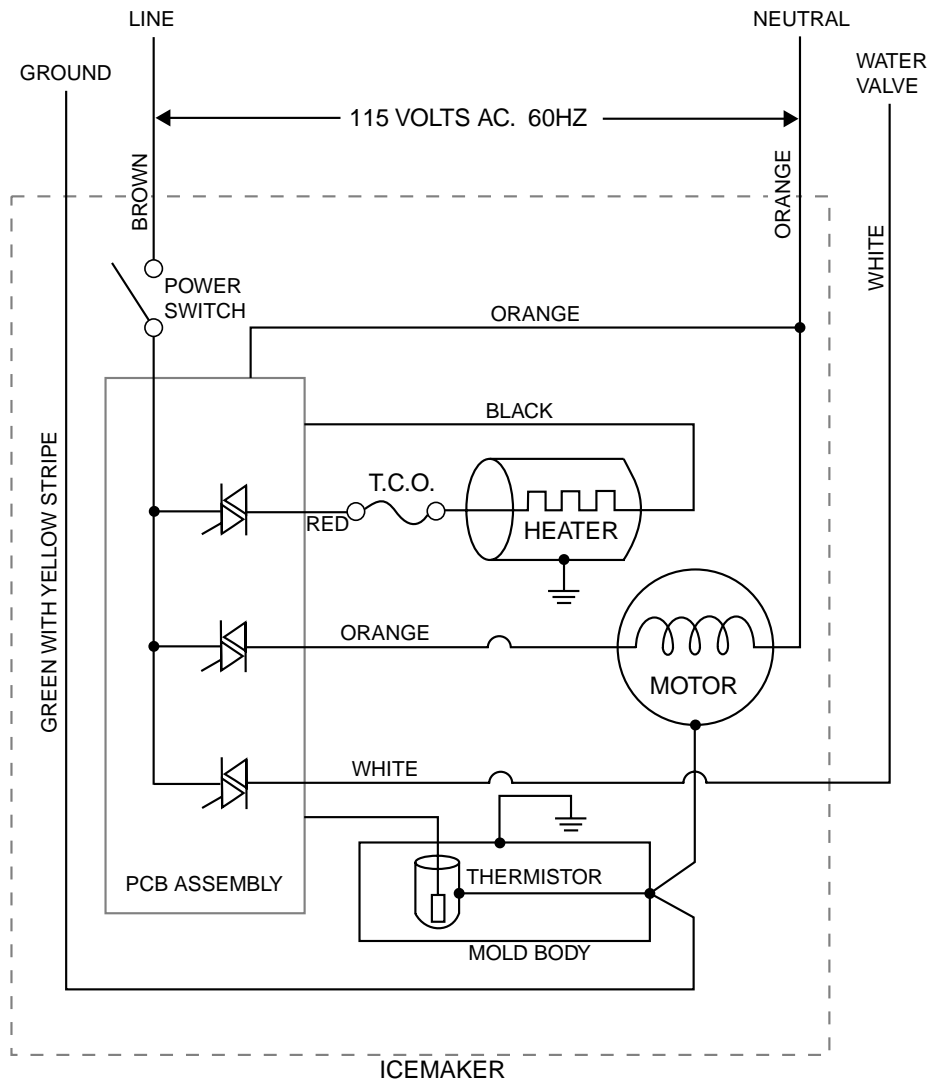 LINE
NEUTRAL
GROUND
WATER
VALVE
115 VOLTS AC. 60HZ
BROWN
ORANGE
WHITE
POWER
SWITCH
ORANGE
BLACK
GREEN WITH YELLOW STRIPE
T.C.O.
RED
HEATER
ORANGE
MOTOR
WHITE
THERMISTOR
PCB ASSEMBLY
MOLD BODY
ICEMAKER